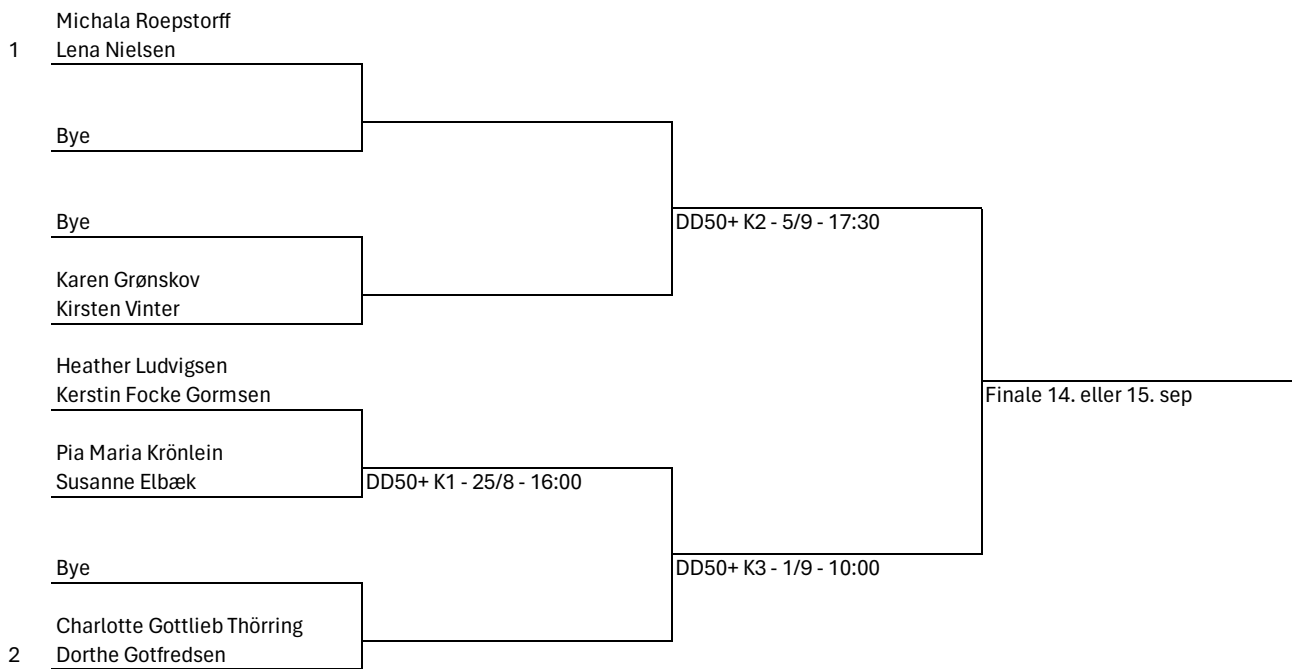 Michala Roepstorff
1 Lena Nielsen
Bye
Bye
DD50+ K2 - 5/9 - 17:30
Karen Grønskov
Kirsten Vinter
Heather Ludvigsen
Kerstin Focke Gormsen
Finale 14. eller 15. sep
Pia Maria Krönlein
Susanne Elbæk
DD50+ K1 - 25/8 - 16:00
Bye
DD50+ K3 - 1/9 - 10:00
Charlotte Gottlieb Thörring
2 Dorthe Gotfredsen